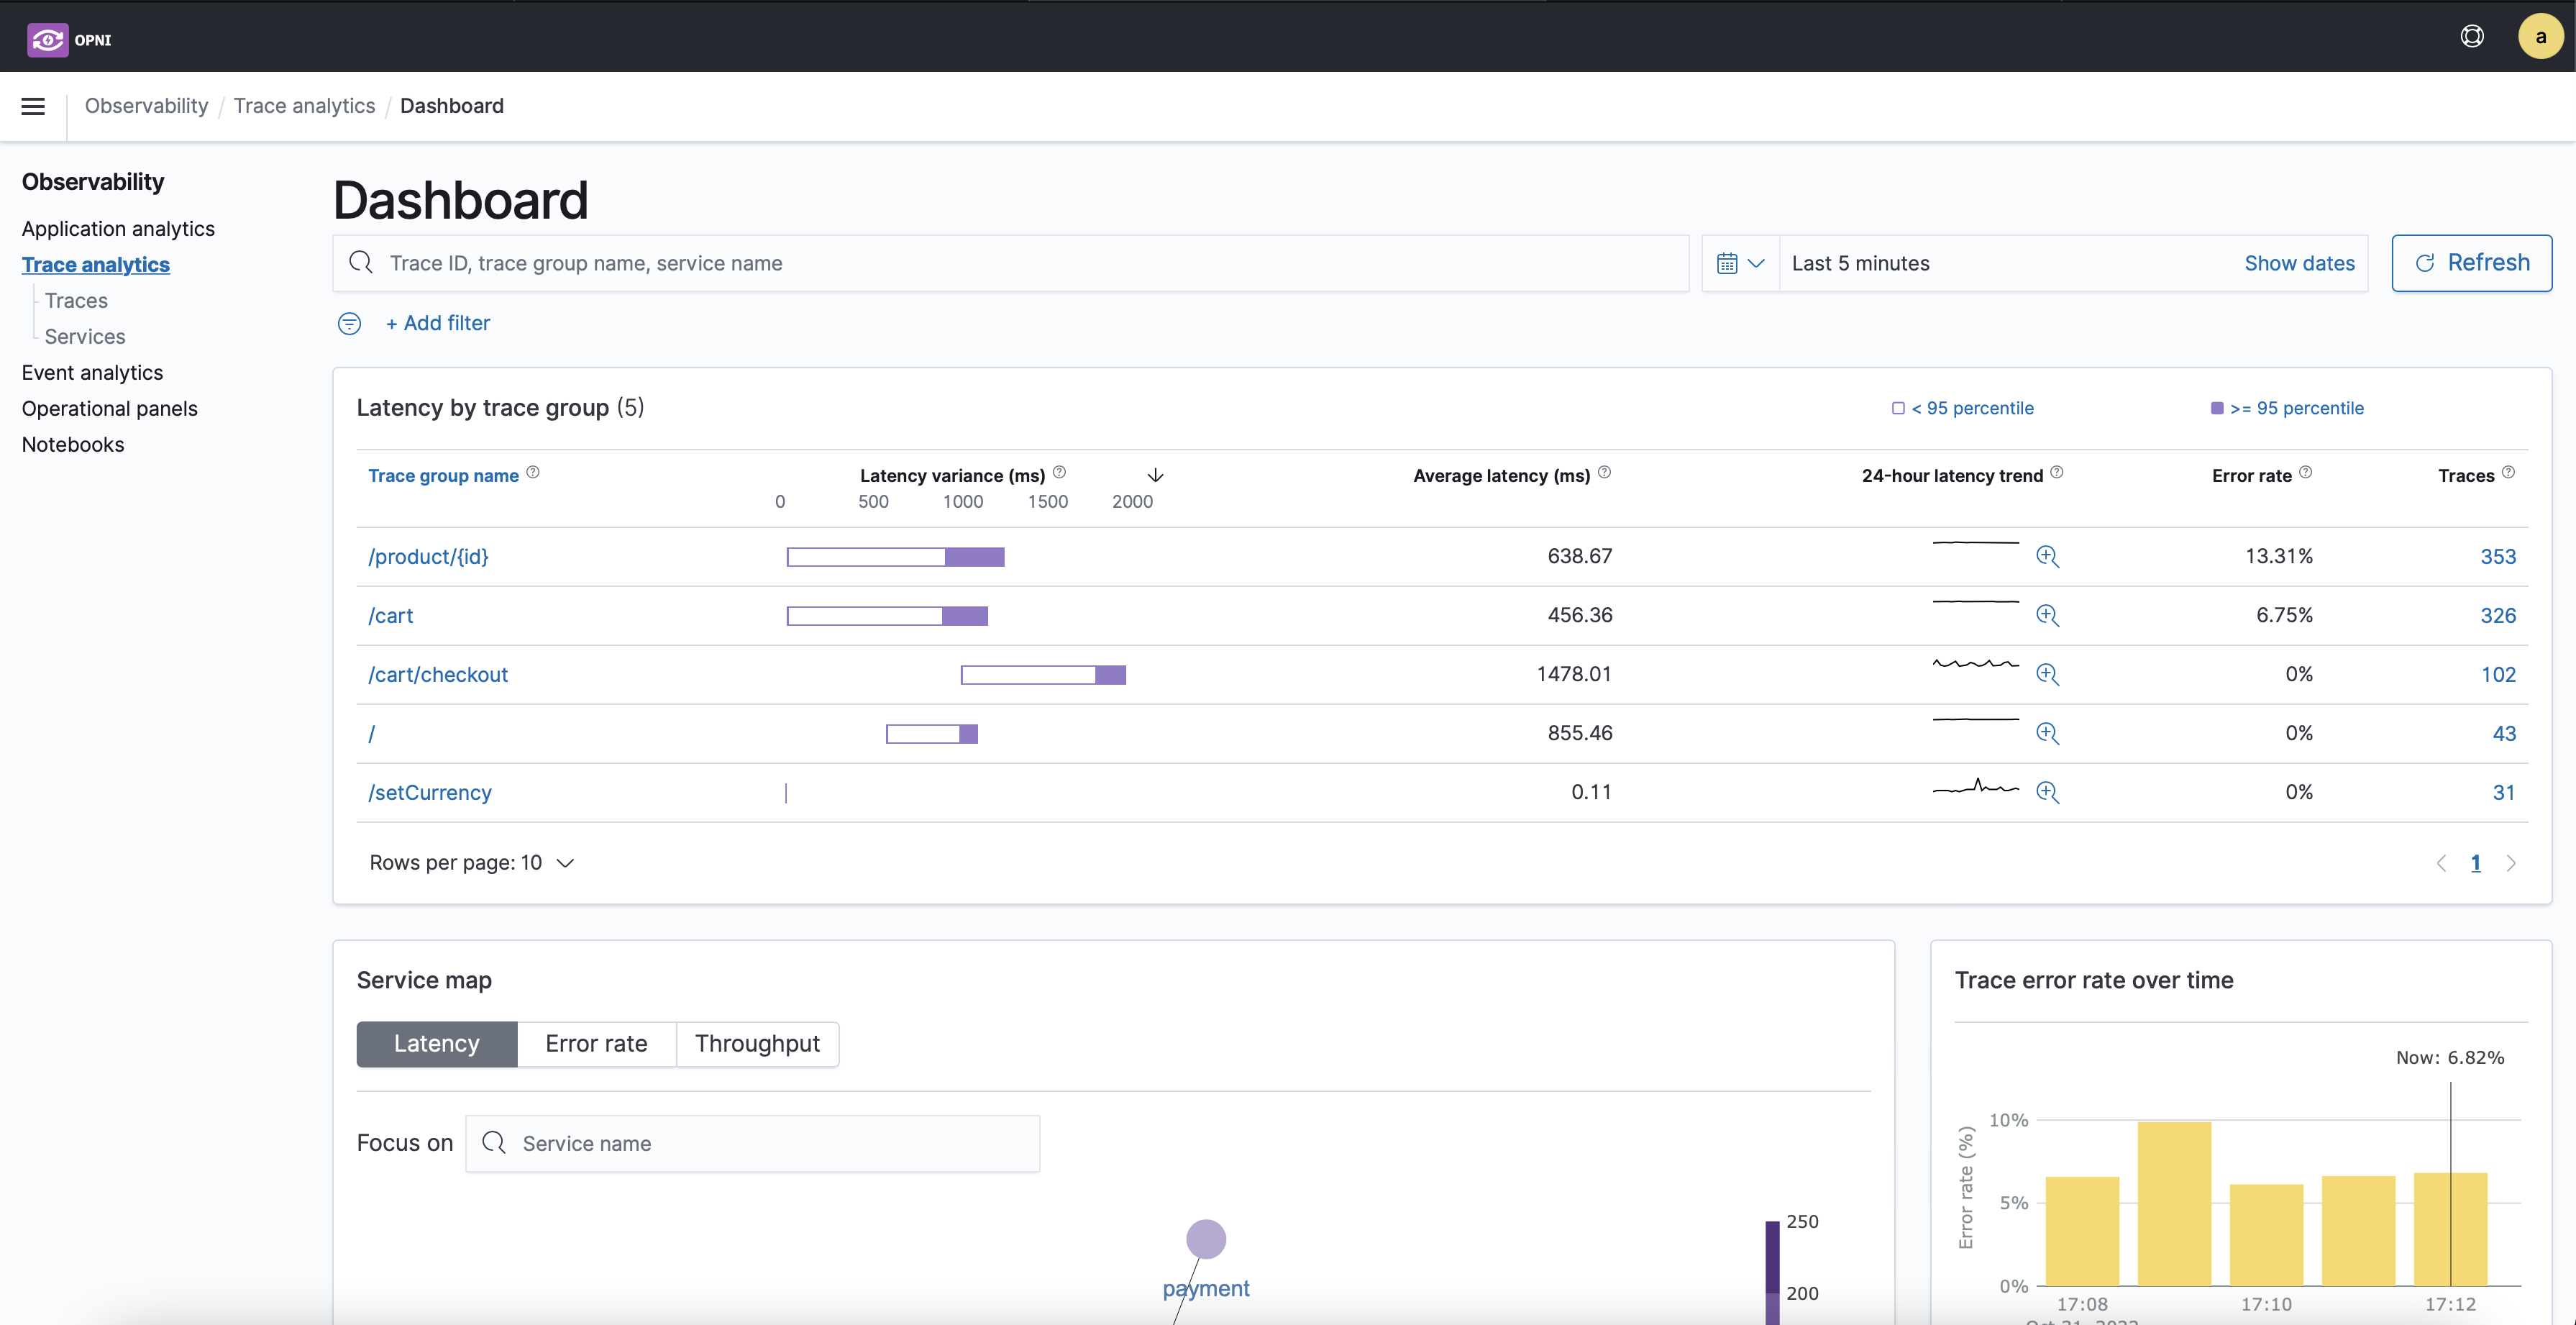 OPNI
a
Observability / Trace analytics / Dashboard
Observability
Application analytics
Trace analytics
Traces
Services
Event analytics
Operational panels
Notebooks
Dashboard
Trace ID, trace group name, service name
Last 5 minutes
Show dates
Refresh
+ Add filter
Latency by trace group (5)
< 95 percentile
>= 95 percentile
Trace group name
Latency variance (ms)
0 500 1000 1500 2000
Average latency (ms)
24-hour latency trend
Error rate
Traces
/product/{id} 638.67 13.31% 353
/cart 456.36 6.75% 326
/cart/checkout 1478.01 0% 102
/ 855.46 0% 43
/setCurrency 0.11 0% 31
Rows per page: 10
1
Service map
Latency
Error rate
Throughput
Focus on
Service name
payment
250
200
Trace error rate over time
Now: 6.82%
Error rate (%)
10%
5%
0%
17:08 17:10 17:12